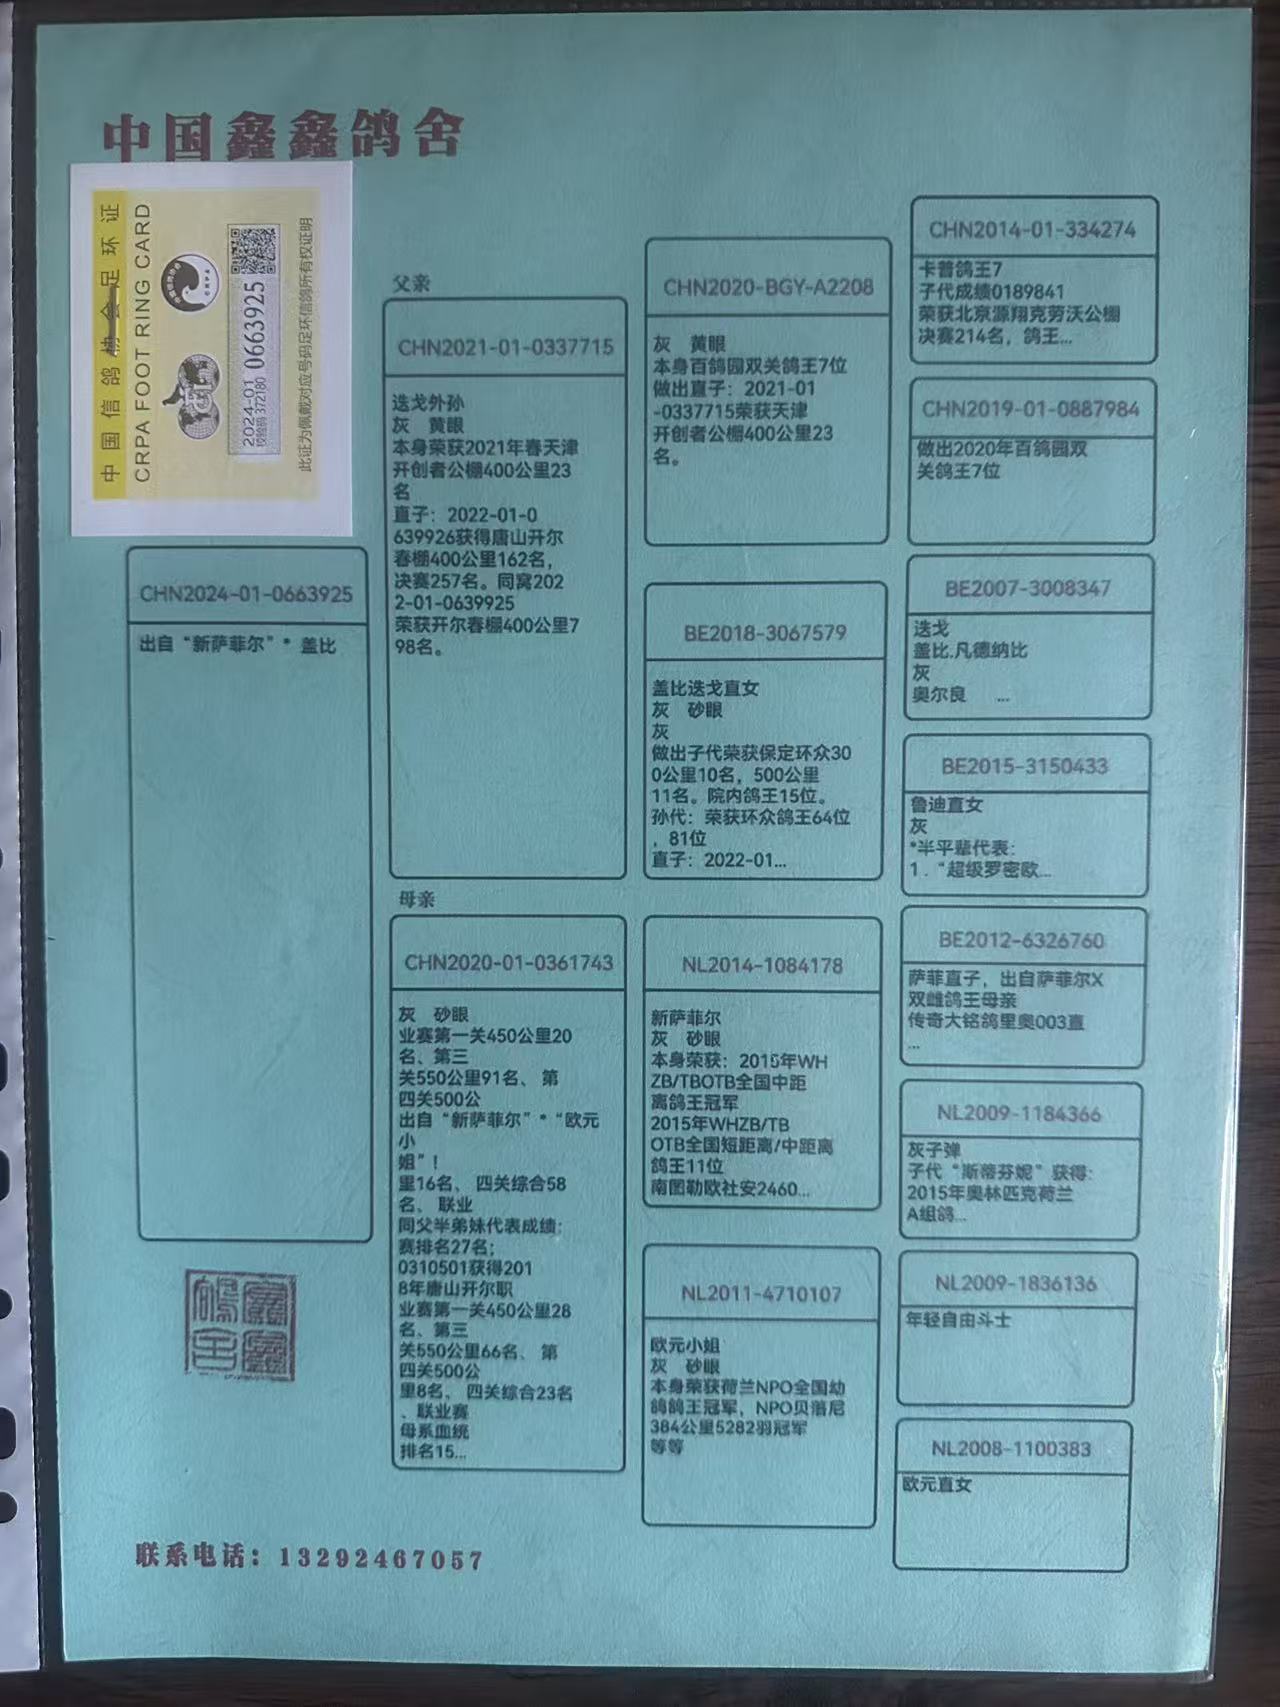 中国鑫鑫鸽舍
中国信鸽协会足环证
CRPA FOOT RING CARD
2024-01 0663925
校验码 372180
此证为佩戴对应号码足环信鸽所有权证明
CHN2024-01-0663925
出自“新萨菲尔”* 盖比
父亲
CHN2021-01-0337715
迭戈外孙
灰 黄眼
本身荣获2021年春天津
开创者公棚400公里23
名
直子：2022-01-0
639926获得唐山开尔
春棚400公里162名，
决赛257名。同窝202
2-01-0639925
荣获开尔春棚400公里7
98名。
母亲
CHN2020-01-0361743
灰 砂眼
业赛第一关450公里20
名、第三
关550公里91名、 第
四关500公
出自“新萨菲尔”*“欧元
小
姐”！
里16名、 四关综合58
名、 联业
同父半弟妹代表成绩：
赛排名27名；
0310501获得201
8年唐山开尔职
业赛第一关450公里28
名、第三
关550公里66名、 第
四关500公
里8名、 四关综合23名
、联业赛
母系血统
排名15...
CHN2020-BGY-A2208
灰 黄眼
本身百鸽园双关鸽王7位
做出直子：2021-01
-0337715荣获天津
开创者公棚400公里23
名。
BE2018-3067579
盖比迭戈直女
灰 砂眼
灰
做出子代荣获保定环众30
0公里10名，500公里
11名。院内鸽王15位。
孙代：荣获环众鸽王64位
，81位
直子：2022-01...
NL2014-1084178
新萨菲尔
灰 砂眼
本身荣获：2015年WH
ZB/TBOTB全国中距
离鸽王冠军
2015年WHZB/TB
OTB全国短距离/中距离
鸽王11位
南图勒欧社安2460...
NL2011-4710107
欧元小姐
灰 砂眼
本身荣获荷兰NPO全国幼
鸽鸽王冠军，NPO贝洛尼
384公里5282羽冠军
等等
CHN2014-01-334274
卡普鸽王7
子代成绩0189841
荣获北京源翔克劳沃公棚
决赛214名，鸽王...
CHN2019-01-0887984
做出2020年百鸽园双
关鸽王7位
BE2007-3008347
迭戈
盖比.凡德纳比
灰
奥尔良 ...
BE2015-3150433
鲁迪直女
灰
*半平辈代表：
1．“超级罗密欧...
BE2012-6326760
萨菲直子，出自萨菲尔X
双雌鸽王母亲
传奇大铭鸽里奥003直
...
NL2009-1184366
灰子弹
子代“斯蒂芬妮”获得：
2015年奥林匹克荷兰
A组鸽...
NL2009-1836136
年轻自由斗士
NL2008-1100383
欧元直女
鑫鑫鸽舍
联系电话：13292467057